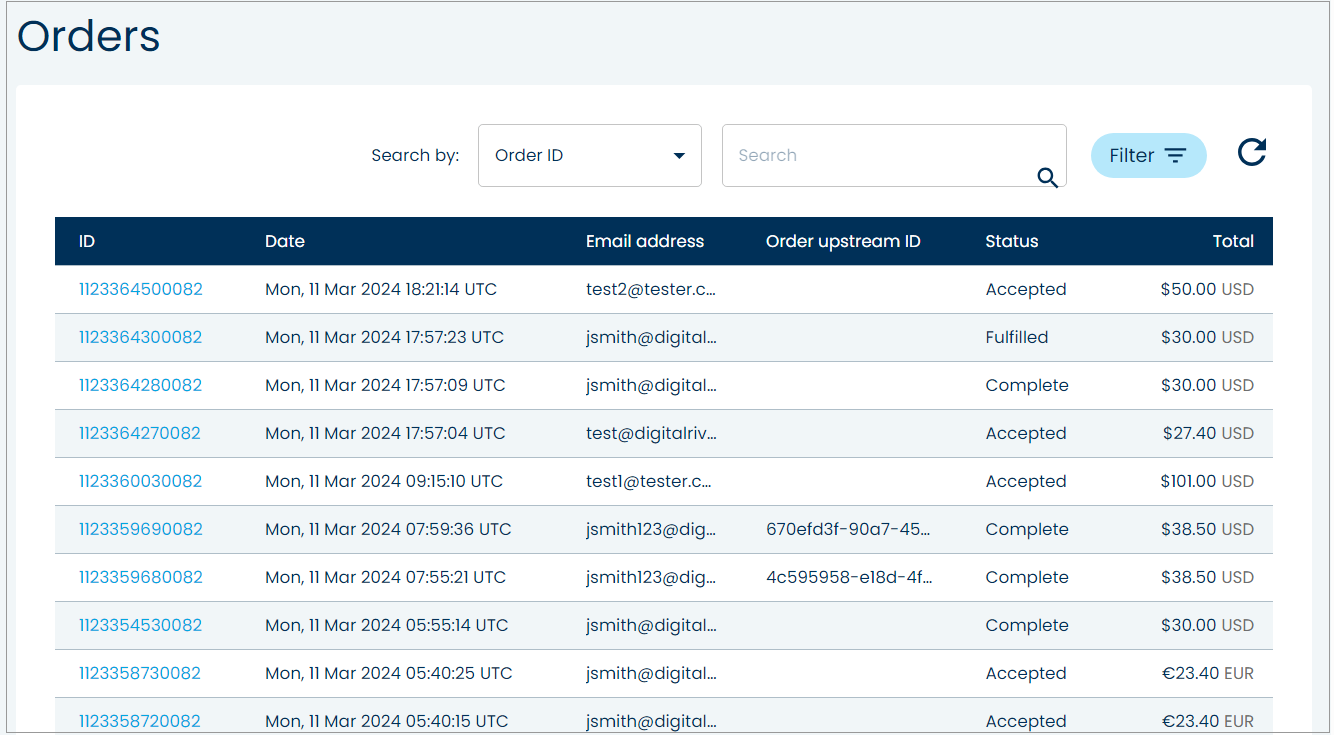 Orders
Search by: Order ID Search Filter
ID Date Email address Order upstream ID Status Total
1123364500082 Mon, 11 Mar 2024 18:21:14 UTC test2@tester.c... Accepted $50.00 USD
1123364300082 Mon, 11 Mar 2024 17:57:23 UTC jsmith@digital... Fulfilled $30.00 USD
1123364280082 Mon, 11 Mar 2024 17:57:09 UTC jsmith@digital... Complete $30.00 USD
1123364270082 Mon, 11 Mar 2024 17:57:04 UTC test@digitalriv... Accepted $27.40 USD
1123360030082 Mon, 11 Mar 2024 09:15:10 UTC test1@tester.c... Accepted $101.00 USD
1123359690082 Mon, 11 Mar 2024 07:59:36 UTC jsmith123@dig... 670efd3f-90a7-45... Complete $38.50 USD
1123359680082 Mon, 11 Mar 2024 07:55:21 UTC jsmith123@dig... 4c595958-e18d-4f... Complete $38.50 USD
1123354530082 Mon, 11 Mar 2024 05:55:14 UTC jsmith@digital... Complete $30.00 USD
1123358730082 Mon, 11 Mar 2024 05:40:25 UTC jsmith@digital... Accepted €23.40 EUR
1123358720082 Mon, 11 Mar 2024 05:40:15 UTC jsmith@digital... Accepted €23.40 EUR